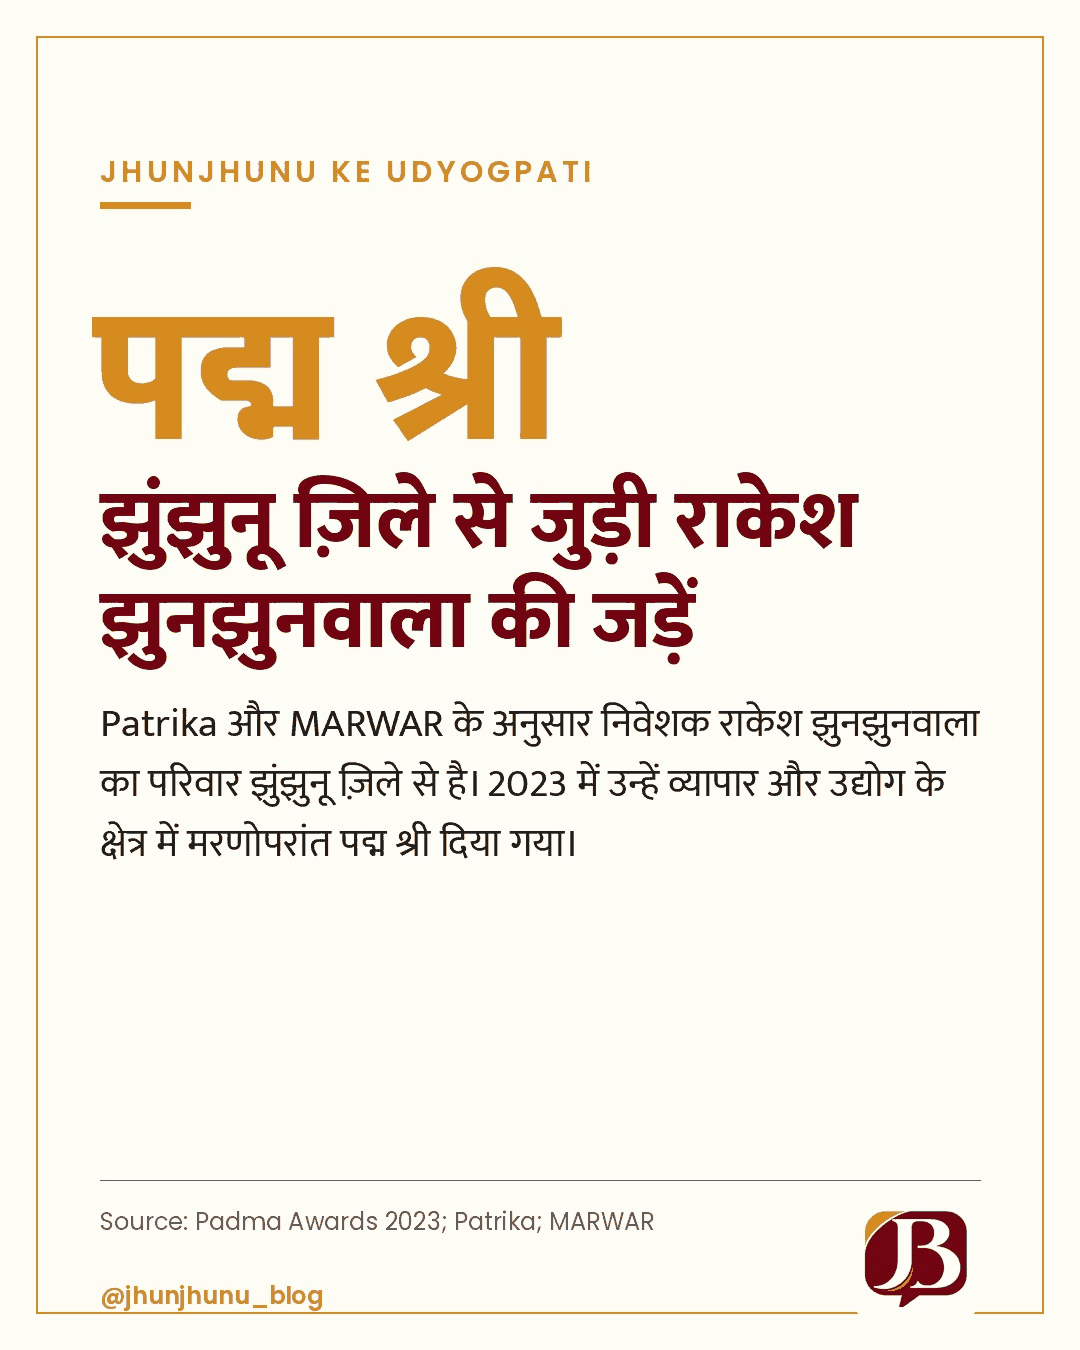 JHUNJHUNU KE UDYOGPATI
पद्म श्री
झुंझुनू ज़िले से जुड़ी राकेश
झुनझुनवाला की जड़ें
Patrika और MARWAR के अनुसार निवेशक राकेश झुनझुनवाला
का परिवार झुंझुनू ज़िले से है। 2023 में उन्हें व्यापार और उद्योग के
क्षेत्र में मरणोपरांत पद्म श्री दिया गया।
Source: Padma Awards 2023; Patrika; MARWAR
JB
@jhunjhunu_blog